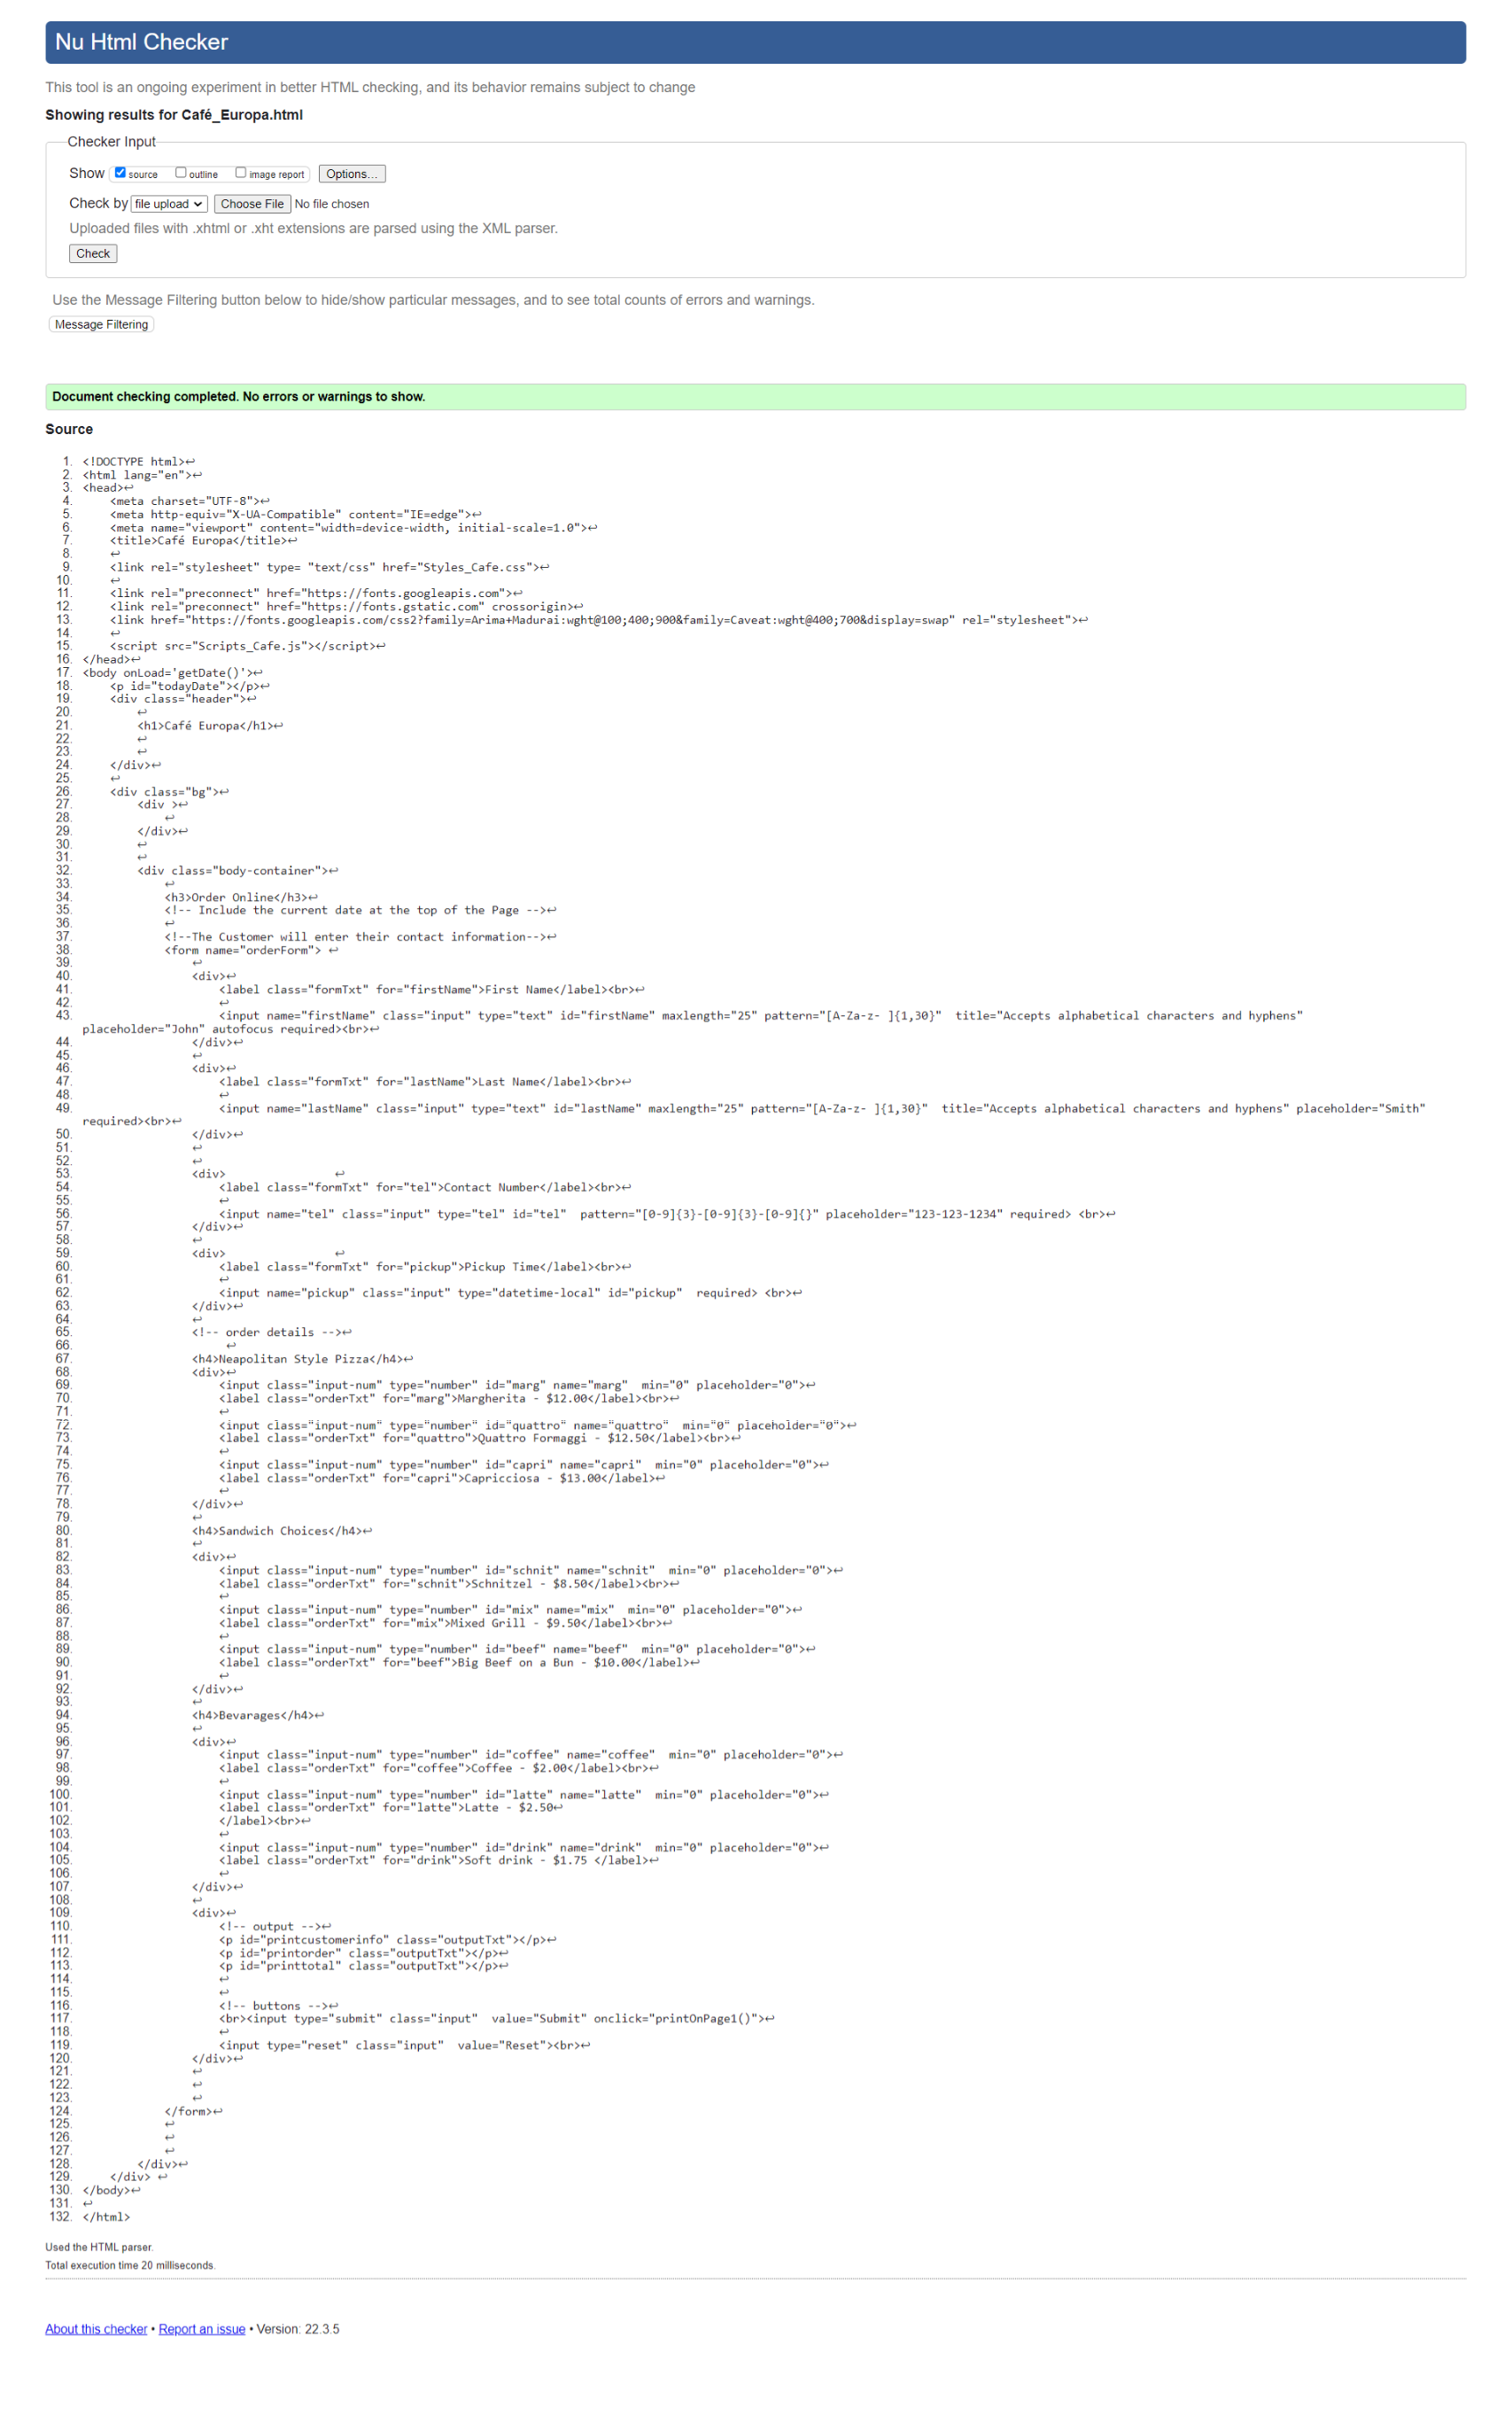 Nu Html Checker
This tool is an ongoing experiment in better HTML checking, and its behavior remains subject to change
Showing results for Café_Europa.html
Checker Input
Show source outline image report Options...
Check by file upload Choose File No file chosen
Uploaded files with .xhtml or .xht extensions are parsed using the XML parser.
Check
Use the Message Filtering button below to hide/show particular messages, and to see total counts of errors and warnings.
Message Filtering
Document checking completed. No errors or warnings to show.
Source
1. <!DOCTYPE html>↩
2. <html lang="en">↩
3. <head>↩
4. <meta charset="UTF-8">↩
5. <meta http-equiv="X-UA-Compatible" content="IE=edge">↩
6. <meta name="viewport" content="width=device-width, initial-scale=1.0">↩
7. <title>Café Europa</title>↩
8. ↩
9. <link rel="stylesheet" type= "text/css" href="Styles_Cafe.css">↩
10. ↩
11. <link rel="preconnect" href="https://fonts.googleapis.com">↩
12. <link rel="preconnect" href="https://fonts.gstatic.com" crossorigin>↩
13. <link href="https://fonts.googleapis.com/css2?family=Arima+Madurai:wght@100;400;900&family=Caveat:wght@400;700&display=swap" rel="stylesheet">↩
14. ↩
15. <script src="Scripts_Cafe.js"></script>↩
16. </head>↩
17. <body onLoad='getDate()'>↩
18. <p id="todayDate"></p>↩
19. <div class="header">↩
20. ↩
21. <h1>Café Europa</h1>↩
22. ↩
23. ↩
24. </div>↩
25. ↩
26. <div class="bg">↩
27. <div >↩
28. ↩
29. </div>↩
30. ↩
31. ↩
32. <div class="body-container">↩
33. ↩
34. <h3>Order Online</h3>↩
35. <!-- Include the current date at the top of the Page -->↩
36. ↩
37. <!--The Customer will enter their contact information-->↩
38. <form name="orderForm"> ↩
39. ↩
40. <div>↩
41. <label class="formTxt" for="firstName">First Name</label><br>↩
42. ↩
43. <input name="firstName" class="input" type="text" id="firstName" maxlength="25" pattern="[A-Za-z- ]{1,30}"  title="Accepts alphabetical characters and hyphens"
placeholder="John" autofocus required><br>↩
44. </div>↩
45. ↩
46. <div>↩
47. <label class="formTxt" for="lastName">Last Name</label><br>↩
48. ↩
49. <input name="lastName" class="input" type="text" id="lastName" maxlength="25" pattern="[A-Za-z- ]{1,30}"  title="Accepts alphabetical characters and hyphens" placeholder="Smith"
required><br>↩
50. </div>↩
51. ↩
52. ↩
53. <div> ↩
54. <label class="formTxt" for="tel">Contact Number</label><br>↩
55. ↩
56. <input name="tel" class="input" type="tel" id="tel"  pattern="[0-9]{3}-[0-9]{3}-[0-9]{}" placeholder="123-123-1234" required> <br>↩
57. </div>↩
58. ↩
59. <div> ↩
60. <label class="formTxt" for="pickup">Pickup Time</label><br>↩
61. ↩
62. <input name="pickup" class="input" type="datetime-local" id="pickup"  required> <br>↩
63. </div>↩
64. ↩
65. <!-- order details -->↩
66. ↩
67. <h4>Neapolitan Style Pizza</h4>↩
68. <div>↩
69. <input class="input-num" type="number" id="marg" name="marg"  min="0" placeholder="0">↩
70. <label class="orderTxt" for="marg">Margherita - $12.00</label><br>↩
71. ↩
72. <input class="input-num" type="number" id="quattro" name="quattro"  min="0" placeholder="0">↩
73. <label class="orderTxt" for="quattro">Quattro Formaggi - $12.50</label><br>↩
74. ↩
75. <input class="input-num" type="number" id="capri" name="capri"  min="0" placeholder="0">↩
76. <label class="orderTxt" for="capri">Capricciosa - $13.00</label>↩
77. ↩
78. </div>↩
79. ↩
80. <h4>Sandwich Choices</h4>↩
81. ↩
82. <div>↩
83. <input class="input-num" type="number" id="schnit" name="schnit"  min="0" placeholder="0">↩
84. <label class="orderTxt" for="schnit">Schnitzel - $8.50</label><br>↩
85. ↩
86. <input class="input-num" type="number" id="mix" name="mix"  min="0" placeholder="0">↩
87. <label class="orderTxt" for="mix">Mixed Grill - $9.50</label><br>↩
88. ↩
89. <input class="input-num" type="number" id="beef" name="beef"  min="0" placeholder="0">↩
90. <label class="orderTxt" for="beef">Big Beef on a Bun - $10.00</label>↩
91. ↩
92. </div>↩
93. ↩
94. <h4>Bevarages</h4>↩
95. ↩
96. <div>↩
97. <input class="input-num" type="number" id="coffee" name="coffee"  min="0" placeholder="0">↩
98. <label class="orderTxt" for="coffee">Coffee - $2.00</label><br>↩
99. ↩
100. <input class="input-num" type="number" id="latte" name="latte"  min="0" placeholder="0">↩
101. <label class="orderTxt" for="latte">Latte - $2.50↩
102. </label><br>↩
103. ↩
104. <input class="input-num" type="number" id="drink" name="drink"  min="0" placeholder="0">↩
105. <label class="orderTxt" for="drink">Soft drink - $1.75 </label>↩
106. ↩
107. </div>↩
108. ↩
109. <div>↩
110. <!-- output -->↩
111. <p id="printcustomerinfo" class="outputTxt"></p>↩
112. <p id="printorder" class="outputTxt"></p>↩
113. <p id="printtotal" class="outputTxt"></p>↩
114. ↩
115. ↩
116. <!-- buttons -->↩
117. <br><input type="submit" class="input"  value="Submit" onclick="printOnPage1()">↩
118. ↩
119. <input type="reset" class="input"  value="Reset"><br>↩
120. </div>↩
121. ↩
122. ↩
123. ↩
124. </form>↩
125. ↩
126. ↩
127. ↩
128. </div>↩
129. </div> ↩
130. </body>↩
131. ↩
132. </html>
Used the HTML parser.
Total execution time 20 milliseconds.
About this checker • Report an issue • Version: 22.3.5